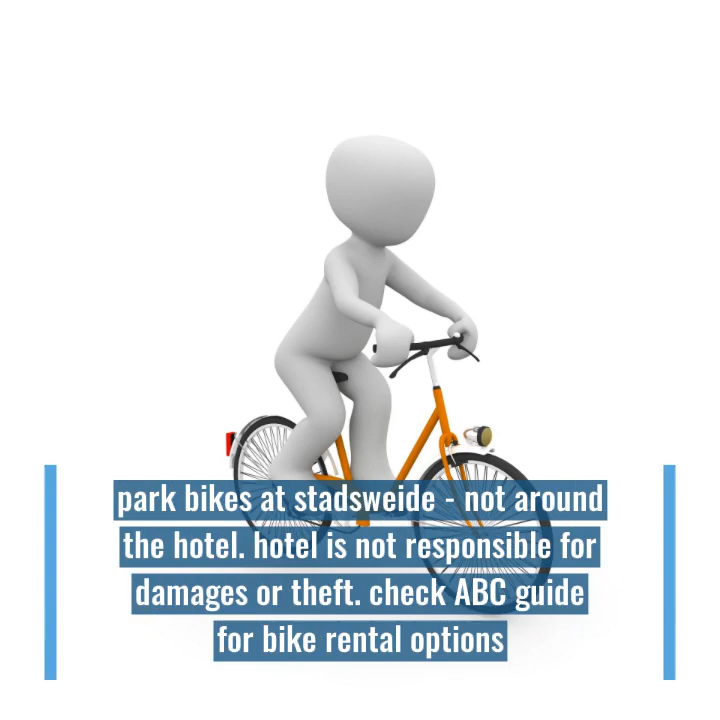 park bikes at stadsweide - not around
the hotel. hotel is not responsible for
damages or theft. check ABC guide
for bike rental options